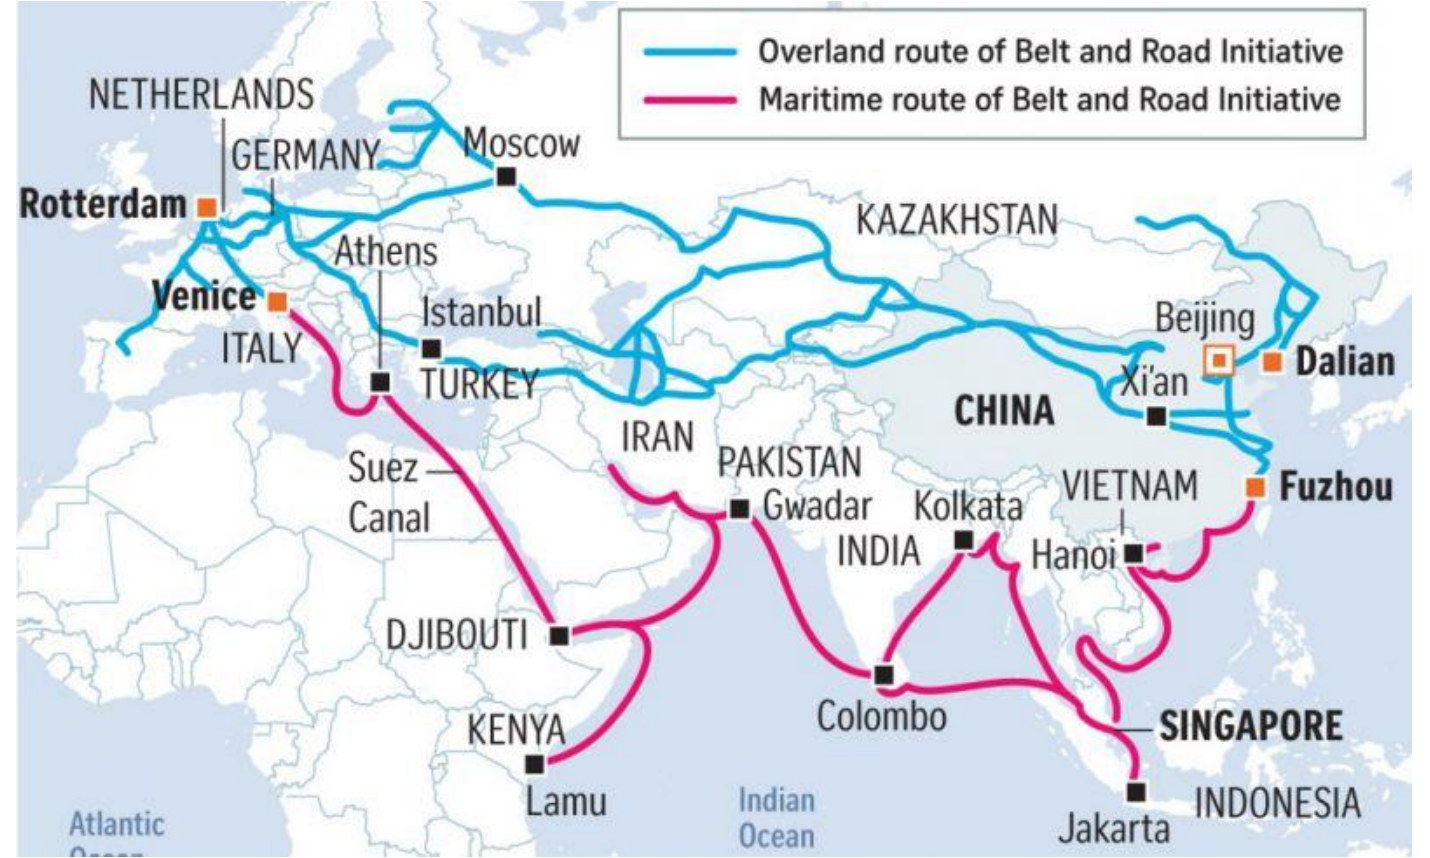 Overland route of Belt and Road Initiative
Maritime route of Belt and Road Initiative
NETHERLANDS
GERMANY
Moscow
Rotterdam
KAZAKHSTAN
Athens
Venice
Istanbul
Beijing
ITALY
Dalian
TURKEY
Xi'an
CHINA
IRAN
PAKISTAN
Suez
Canal
VIETNAM
Fuzhou
Gwadar
Kolkata
INDIA
Hanoi
DJIBOUTI
Colombo
KENYA
SINGAPORE
Lamu
Indian
Ocean
INDONESIA
Jakarta
Atlantic
Ocean